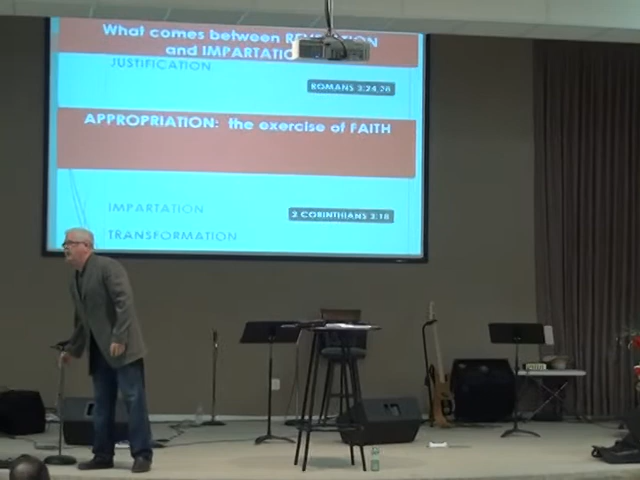 What comes between REVELATION
and IMPARTATIO
JUSTIFICATION
ROMANS 3:24,26
APPROPRIATION: the exercise of FAITH
IMPARTATION
2 CORINTHIANS 3:18
TRANSFORMATION